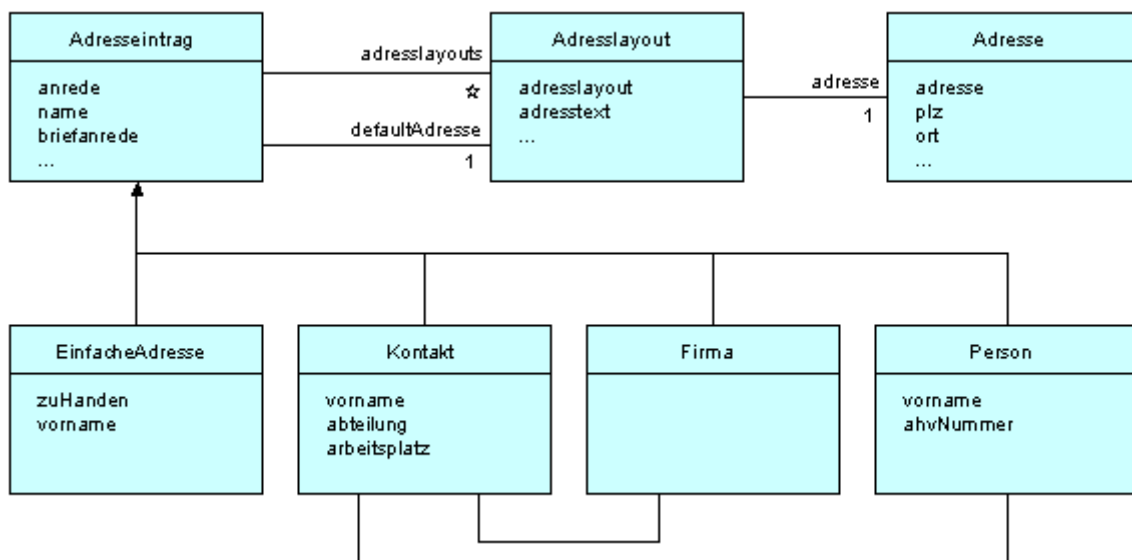 Adresseintrag
anrede
name
briefanrede
...
adresslayouts
☆
defaultAdresse
1
Adresslayout
adresslayout
adresstext
...
adresse
1
Adresse
adresse
plz
ort
...
EinfacheAdresse
zuHanden
vorname
Kontakt
vorname
abteilung
arbeitsplatz
Firma
Person
vorname
ahvNummer